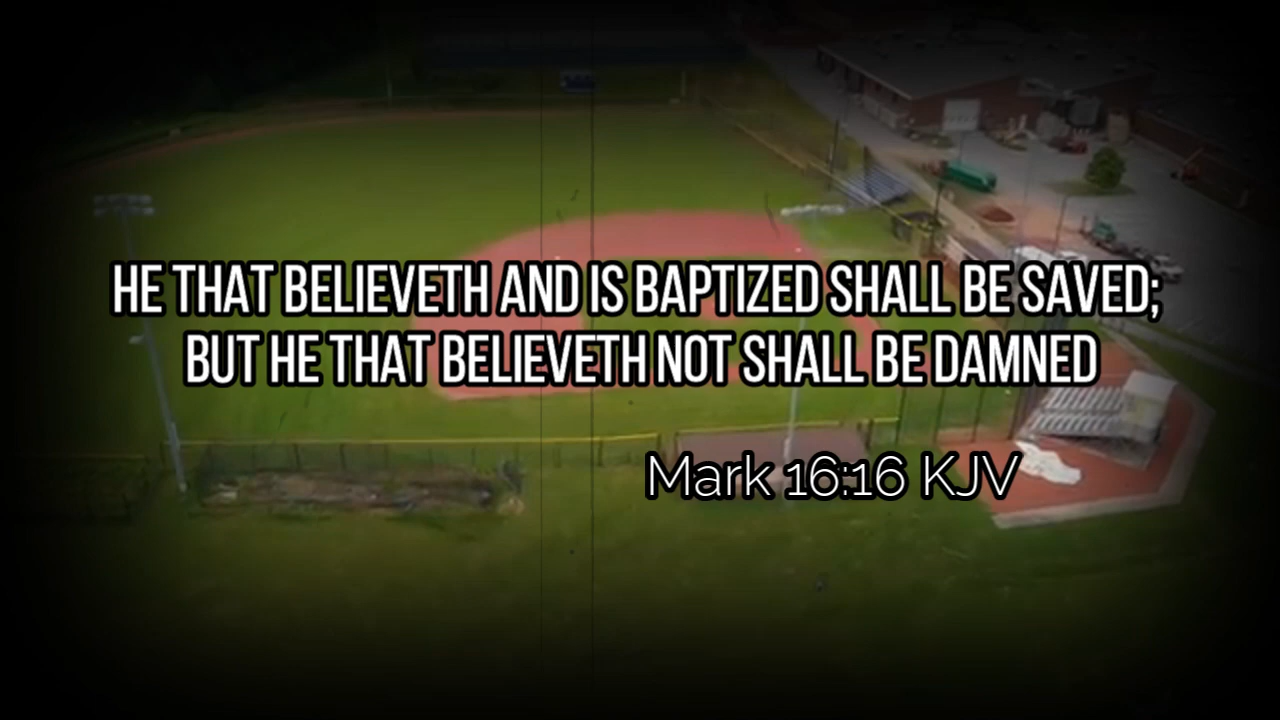 HE THAT BELIEVETH AND IS BAPTIZED SHALL BE SAVED;
BUT HE THAT BELIEVETH NOT SHALL BE DAMNED
Mark 16:16 KJV